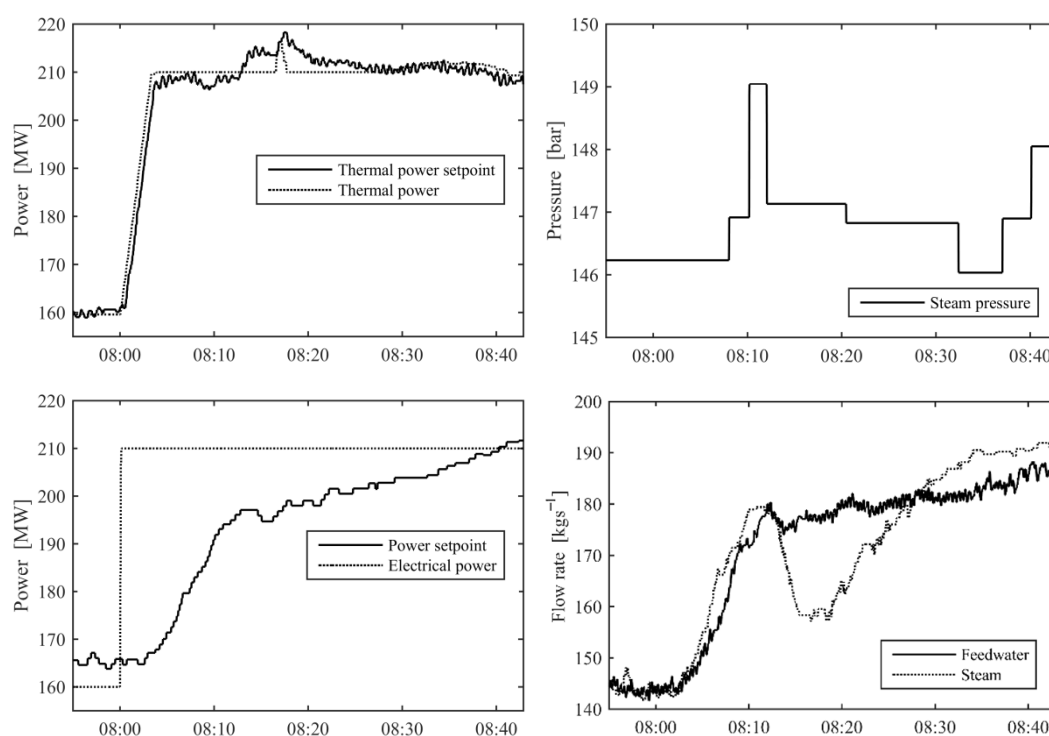 220
210
200
190
180
170
160
Power [MW]
Thermal power setpoint
Thermal power
08:00 08:10 08:20 08:30 08:40
150
149
148
147
146
145
Pressure [bar]
Steam pressure
08:00 08:10 08:20 08:30 08:40
220
210
200
190
180
170
160
Power [MW]
Power setpoint
Electrical power
08:00 08:10 08:20 08:30 08:40
200
190
180
170
160
150
140
Flow rate [kgs⁻¹]
Feedwater
Steam
08:00 08:10 08:20 08:30 08:40